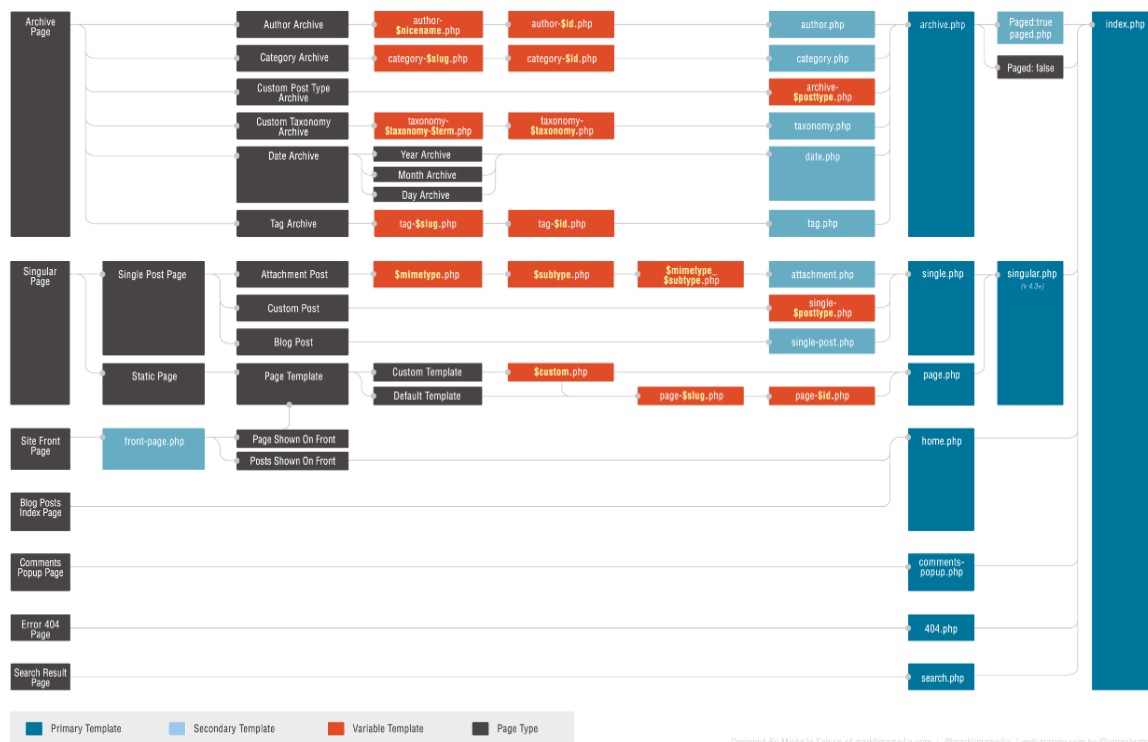 Archive
Page
Author Archive
author-
$nicename.php
author-$id.php
author.php
archive.php
Paged:true
paged.php
index.php
Category Archive
category-$slug.php
category-$id.php
category.php
Paged: false
Custom Post Type
Archive
archive-
$posttype.php
Custom Taxonomy
Archive
taxonomy-
$taxonomy-$term.php
taxonomy-
$taxonomy.php
taxonomy.php
Date Archive
Year Archive
Month Archive
Day Archive
date.php
Tag Archive
tag-$slug.php
tag-$id.php
tag.php
Singular
Page
Single Post Page
Attachment Post
$mimetype.php
$subtype.php
$mimetype_
$subtype.php
attachment.php
single.php
singular.php
(v 4.3+)
Custom Post
single-
$posttype.php
Blog Post
single-post.php
Static Page
Page Template
Custom Template
$custom.php
page.php
Default Template
page-$slug.php
page-$id.php
Site Front
Page
front-page.php
Page Shown On Front
Posts Shown On Front
home.php
Blog Posts
Index Page
Comments
Popup Page
comments-
popup.php
Error 404
Page
404.php
Search Result
Page
search.php
Primary Template
Secondary Template
Variable Template
Page Type